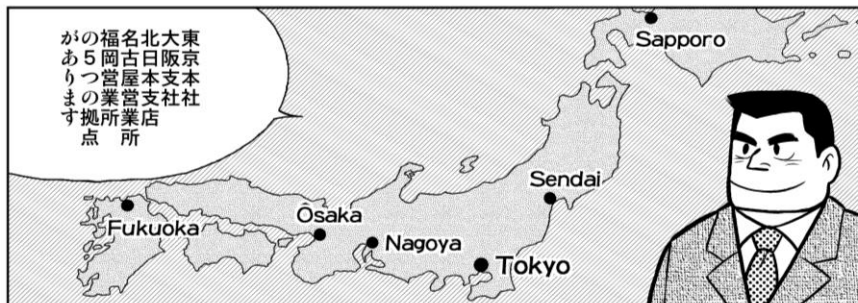 東京本社
大阪支社
北日本支店
名古屋営業所
福岡営業所
の5つの拠点
があります
Sapporo
Sendai
Fukuoka
Ōsaka
Nagoya
Tokyo